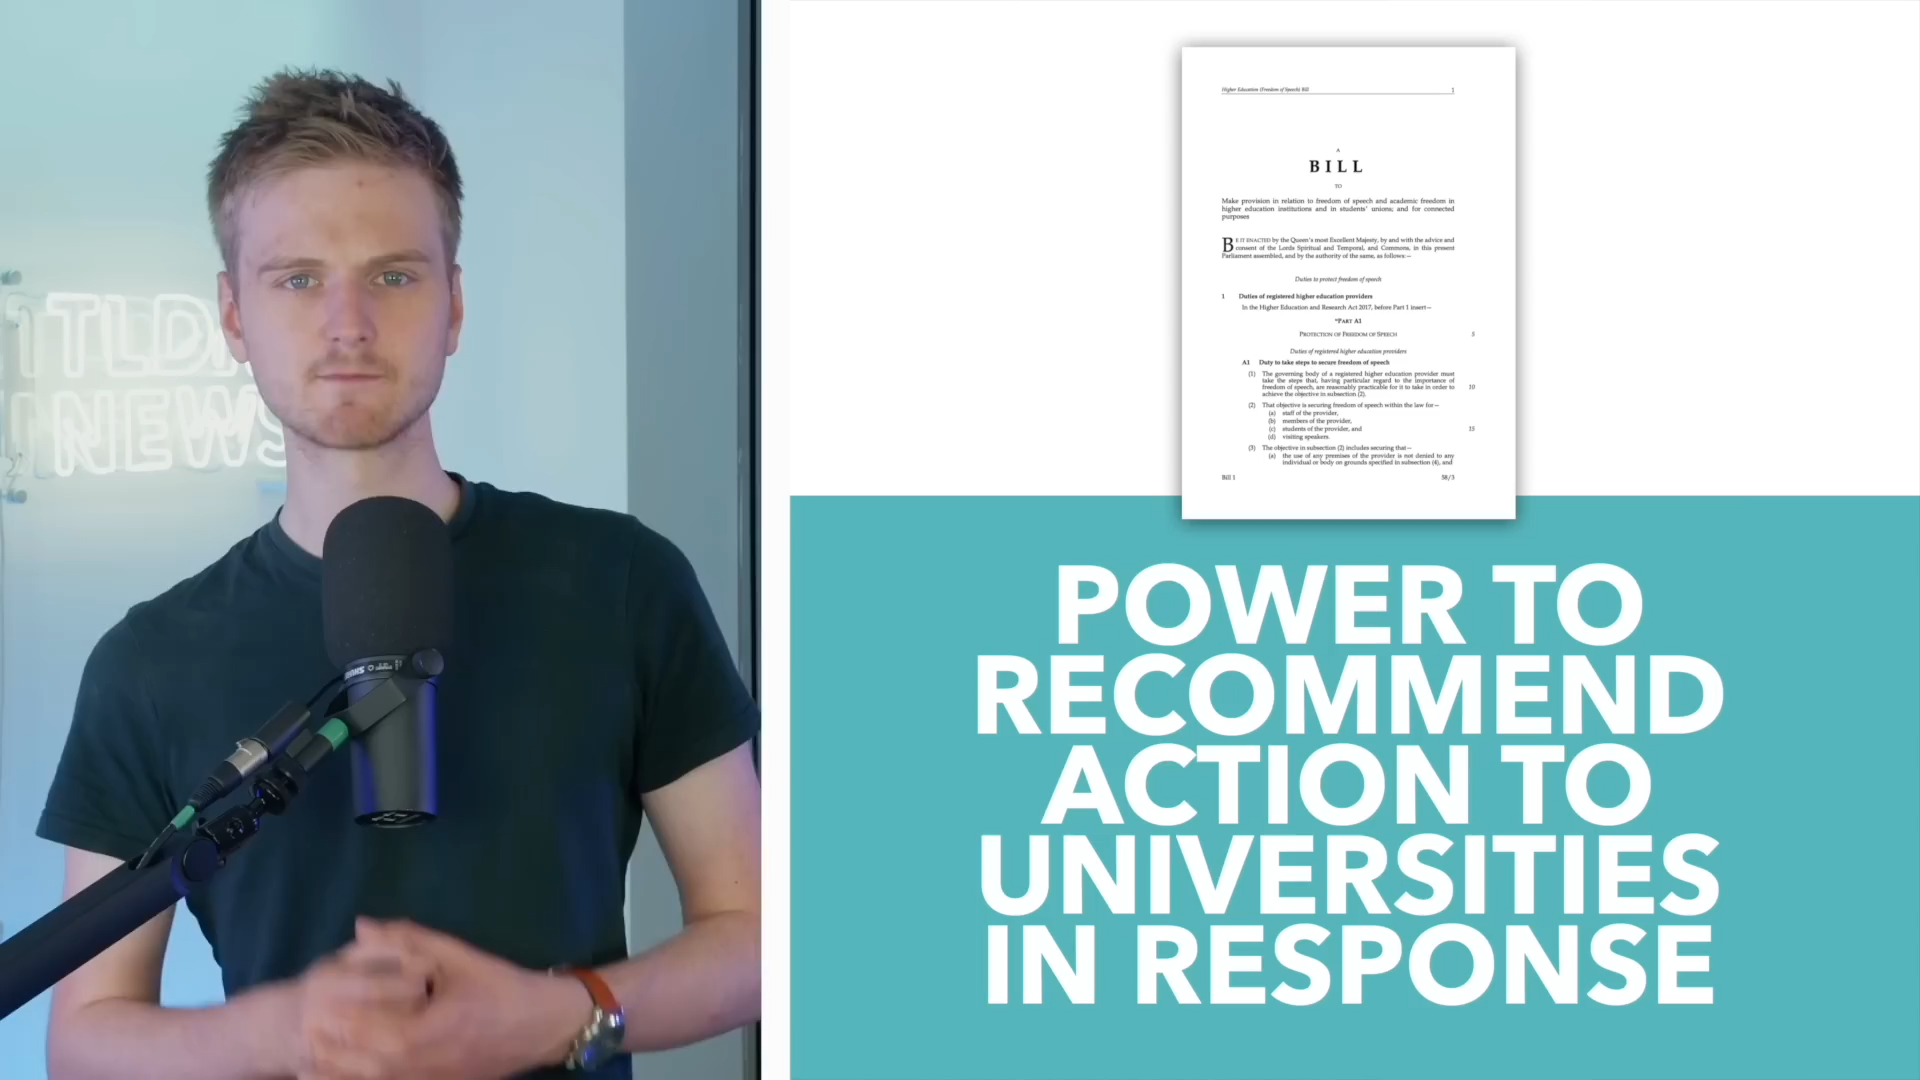 TLDR
NEWS
SHURE
Higher Education (Freedom of Speech) Bill 1
A
BILL
TO
Make provision in relation to freedom of speech and academic freedom in
higher education institutions and in students' unions; and for connected
purposes
BE IT ENACTED by the Queen's most Excellent Majesty, by and with the advice and
consent of the Lords Spiritual and Temporal, and Commons, in this present
Parliament assembled, and by the authority of the same, as follows:—
Duties to protect freedom of speech
1 Duties of registered higher education providers
In the Higher Education and Research Act 2017, before Part 1 insert—
"PART A1
PROTECTION OF FREEDOM OF SPEECH 5
Duties of registered higher education providers
A1 Duty to take steps to secure freedom of speech
(1) The governing body of a registered higher education provider must
take the steps that, having particular regard to the importance of
freedom of speech, are reasonably practicable for it to take in order to 10
achieve the objective in subsection (2).
(2) That objective is securing freedom of speech within the law for—
(a) staff of the provider,
(b) members of the provider,
(c) students of the provider, and 15
(d) visiting speakers.
(3) The objective in subsection (2) includes securing that—
(a) the use of any premises of the provider is not denied to any
individual or body on grounds specified in subsection (4), and
Bill 1 58/3
POWER TO
RECOMMEND
ACTION TO
UNIVERSITIES
IN RESPONSE